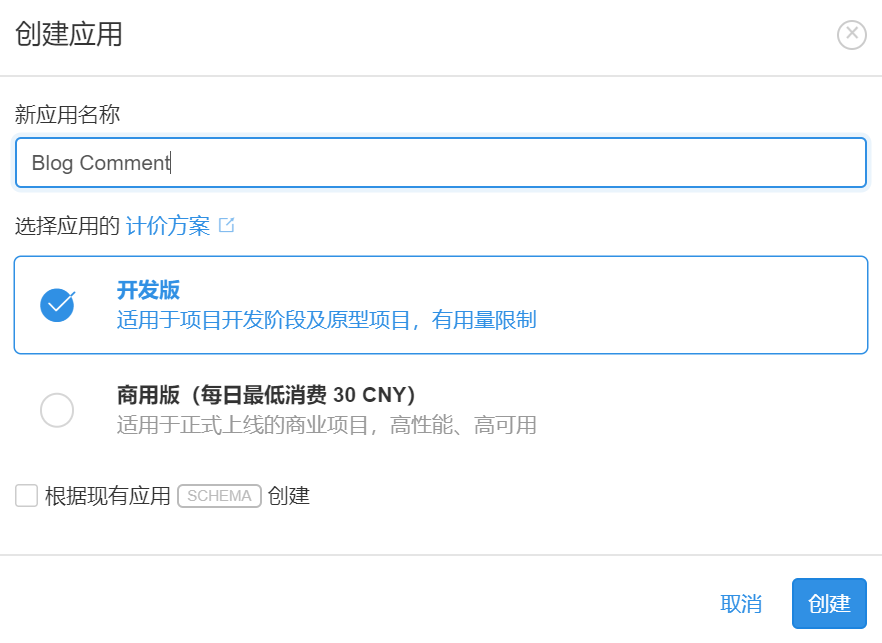 创建应用
新应用名称
Blog Comment
选择应用的 计价方案
开发版
适用于项目开发阶段及原型项目，有用量限制
商用版（每日最低消费 30 CNY）
适用于正式上线的商业项目，高性能、高可用
根据现有应用 SCHEMA 创建
取消 创建